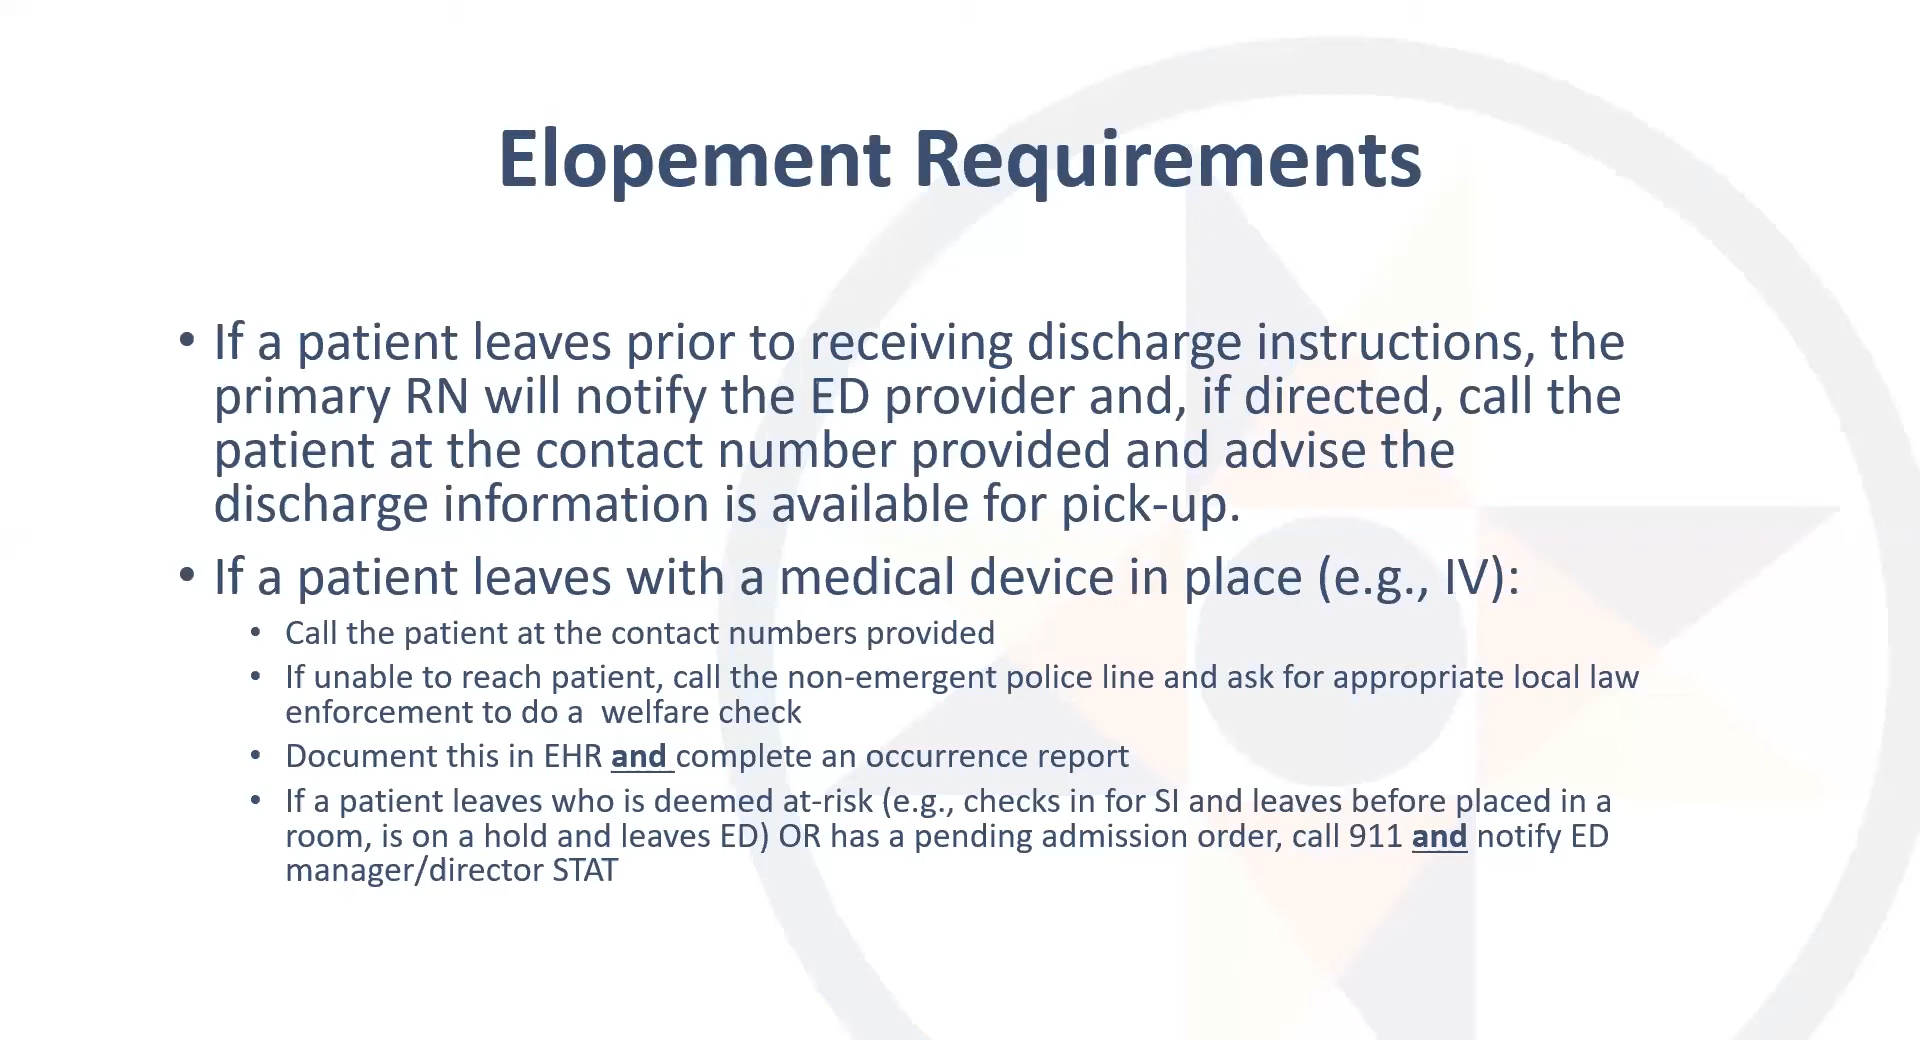 Elopement Requirements
• If a patient leaves prior to receiving discharge instructions, the
primary RN will notify the ED provider and, if directed, call the
patient at the contact number provided and advise the
discharge information is available for pick-up.
• If a patient leaves with a medical device in place (e.g., IV):
• Call the patient at the contact numbers provided
• If unable to reach patient, call the non-emergent police line and ask for appropriate local law
enforcement to do a  welfare check
• Document this in EHR and complete an occurrence report
• If a patient leaves who is deemed at-risk (e.g., checks in for SI and leaves before placed in a
room, is on a hold and leaves ED) OR has a pending admission order, call 911 and notify ED
manager/director STAT